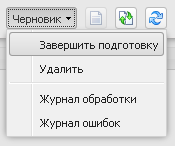 Черновик
Завершить подготовку
Удалить
Журнал обработки
Журнал ошибок